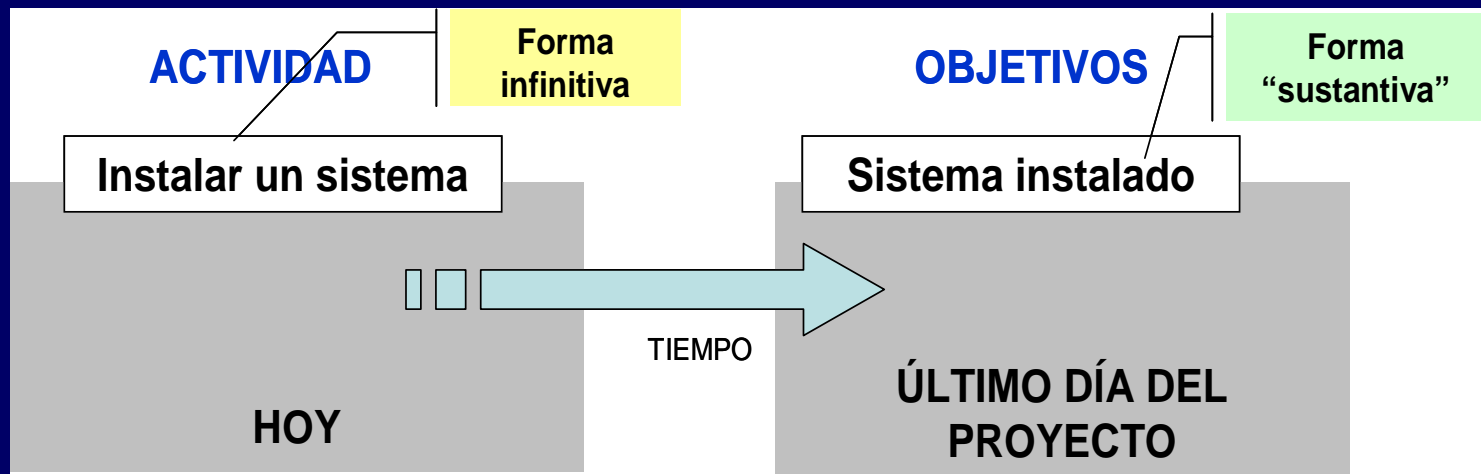 ACTIVIDAD
Forma
infinitiva
OBJETIVOS
Forma
“sustantiva”
Instalar un sistema
Sistema instalado
TIEMPO
HOY
ÚLTIMO DÍA DEL
PROYECTO